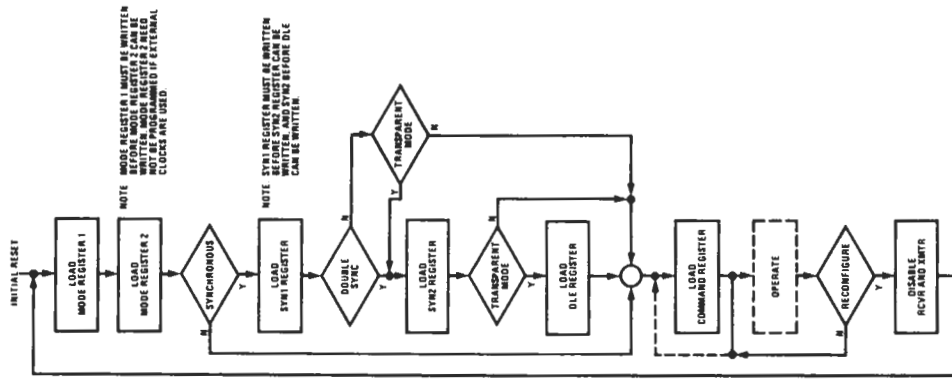 INITIAL RESET
LOAD
MODE REGISTER 1
NOTE MODE REGISTER 1 MUST BE WRITTEN
BEFORE MODE REGISTER 2 CAN BE
WRITTEN. MODE REGISTER 2 NEED
NOT BE PROGRAMMED IF EXTERNAL
CLOCKS ARE USED.
LOAD
MODE REGISTER 2
SYNCHRONOUS
N
Y
LOAD
SYN1 REGISTER
NOTE SYN1 REGISTER MUST BE WRITTEN
BEFORE SYN2 REGISTER CAN BE
WRITTEN, AND SYN2 BEFORE DLE
CAN BE WRITTEN.
DOUBLE
SYNC
N
Y
TRANSPARENT
MODE
Y
N
LOAD
SYN2 REGISTER
TRANSPARENT
MODE
N
Y
LOAD
DLE REGISTER
LOAD
COMMAND REGISTER
OPERATE
RECONFIGURE
N
Y
DISABLE
RCVR AND XMTR